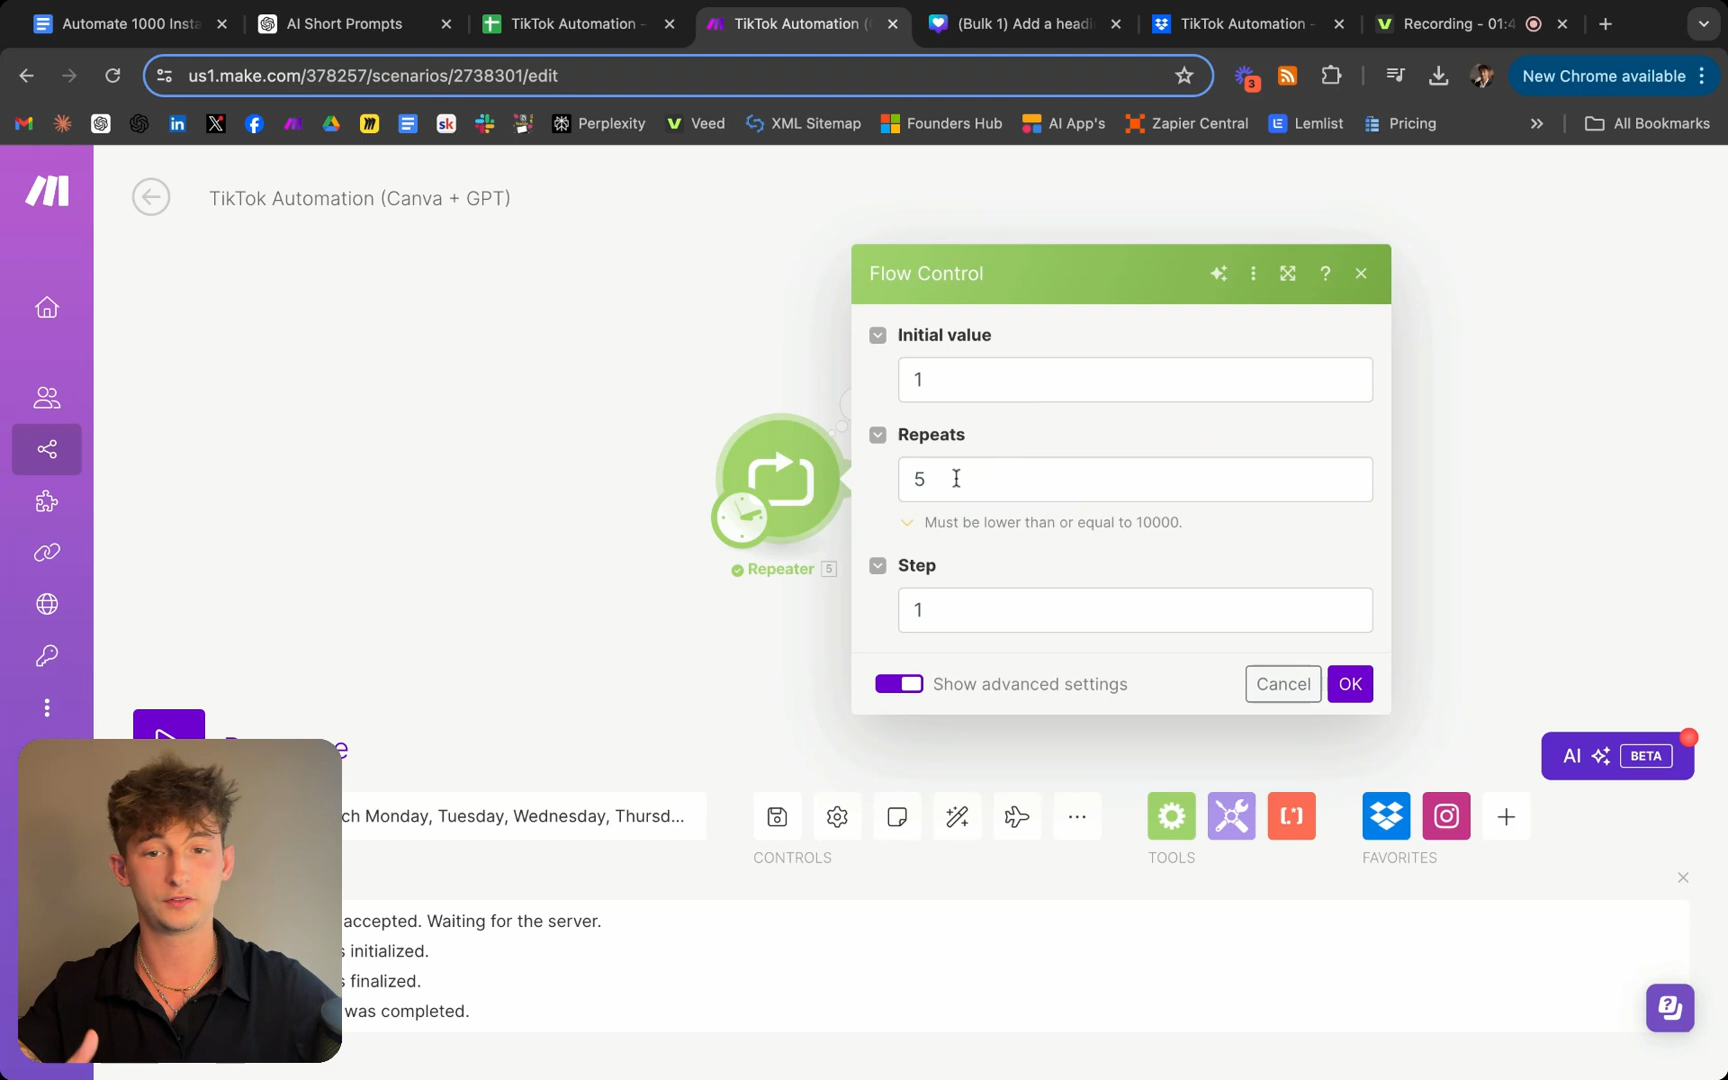 Automate 1000 Insta
AI Short Prompts
TikTok Automation -
TikTok Automation (
(Bulk 1) Add a headi
TikTok Automation -
Recording - 01:4
us1.make.com/378257/scenarios/2738301/edit
3
New Chrome available
Perplexity
Veed
XML Sitemap
Founders Hub
AI App's
Zapier Central
Lemlist
Pricing
All Bookmarks
TikTok Automation (Canva + GPT)
Flow Control
Initial value
1
Repeats
5
Must be lower than or equal to 10000.
Step
1
Show advanced settings
Cancel
OK
Repeater 5
AI BETA
ch Monday, Tuesday, Wednesday, Thursd...
CONTROLS
TOOLS
FAVORITES
accepted. Waiting for the server.
s initialized.
s finalized.
was completed.